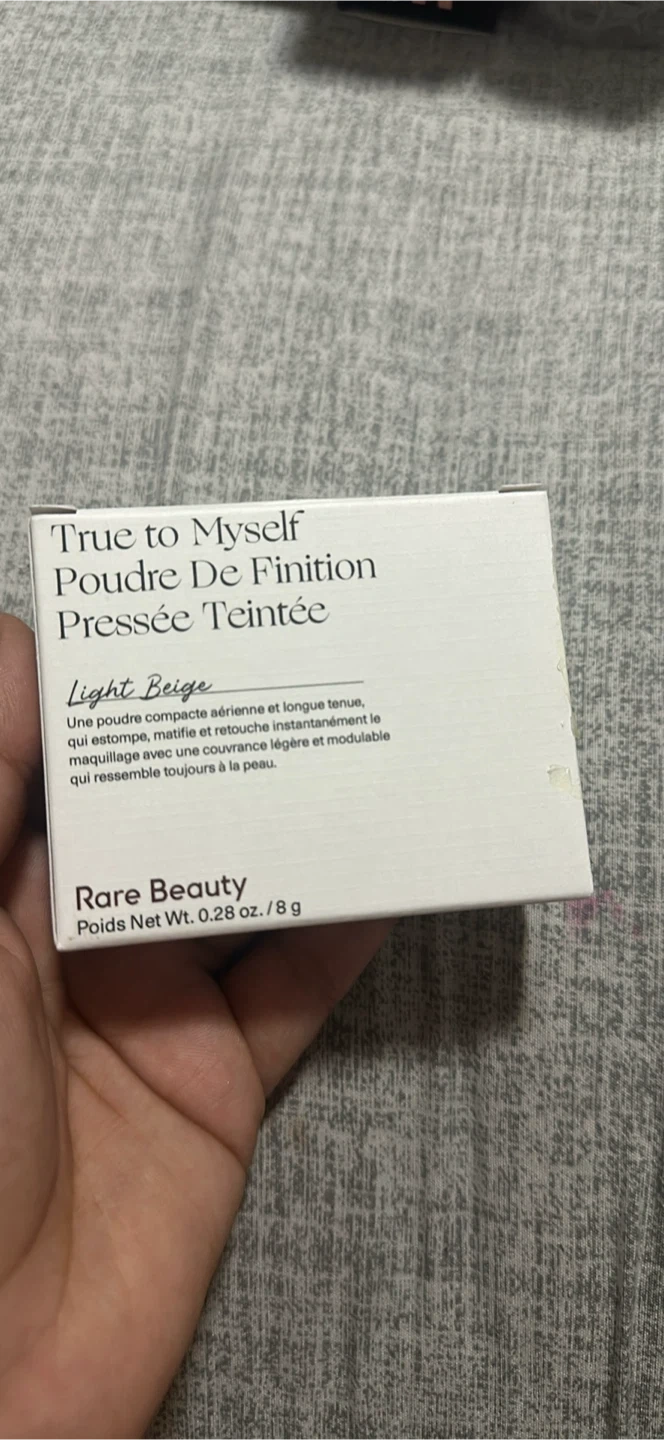 True to Myself
Poudre De Finition
Pressée Teintée
Light Beige
Une poudre compacte aérienne et longue tenue,
qui estompe, matifie et retouche instantanément le
maquillage avec une couvrance légère et modulable
qui ressemble toujours à la peau.
Rare Beauty
Poids Net Wt. 0.28 oz. / 8 g